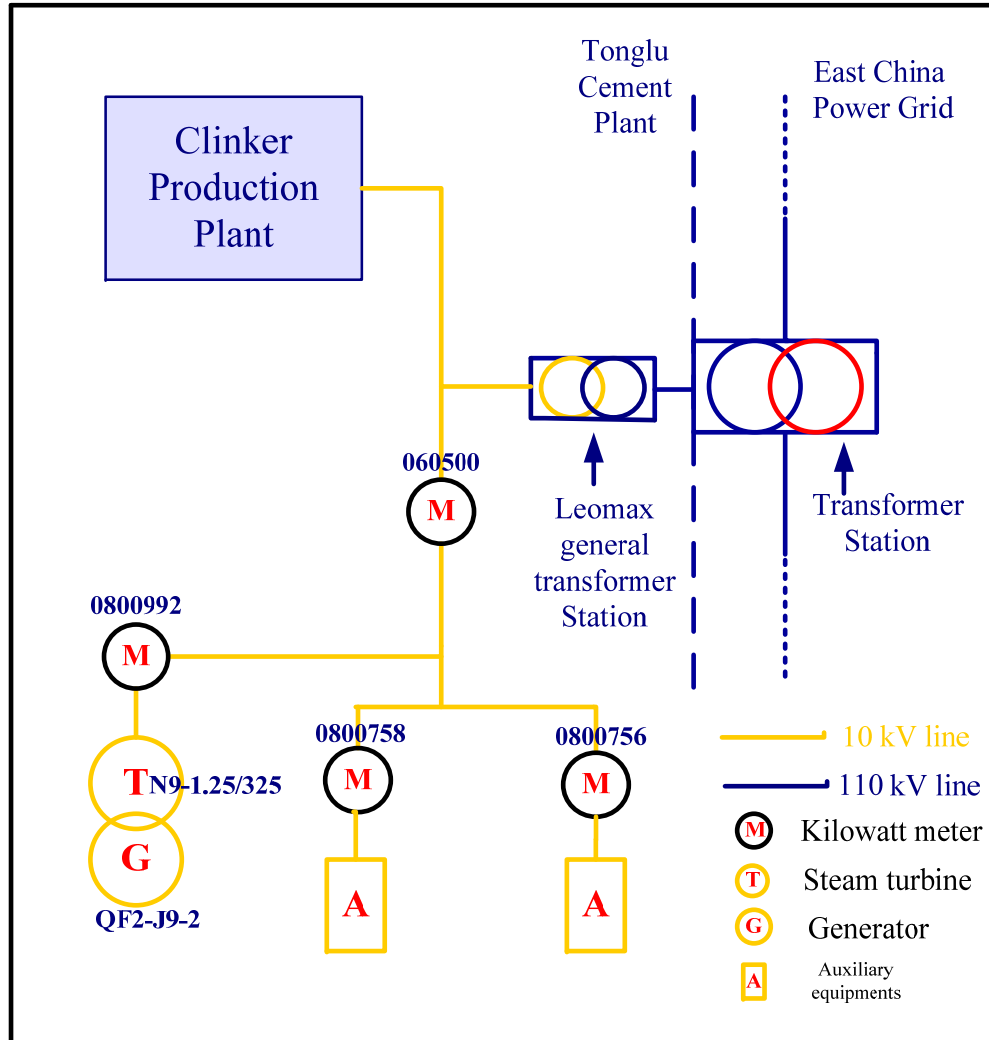 Tonglu
Cement
Plant
East China
Power Grid
Clinker
Production
Plant
060500
M
Leomax
general
transformer
Station
Transformer
Station
0800992
M
0800758
M
0800756
M
T
N9-1.25/325
G
QF2-J9-2
A
A
10 kV line
110 kV line
M Kilowatt meter
T Steam turbine
G Generator
A Auxiliary
equipments